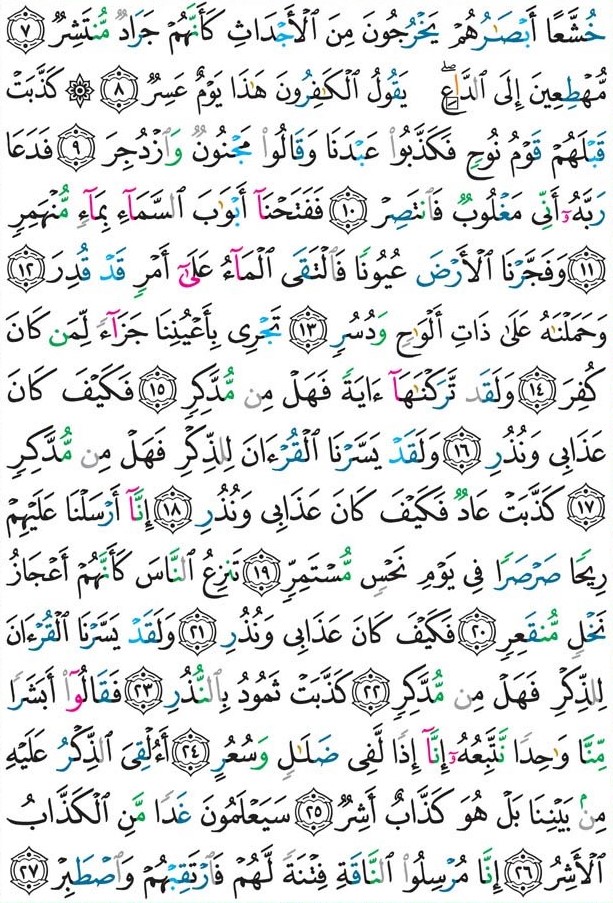 خُشَّعًا أَبْصَٰرُهُمْ يَخْرُجُونَ مِنَ ٱلْأَجْدَاثِ كَأَنَّهُمْ جَرَادٌ مُّنتَشِرٌ ٧
مُّهْطِعِينَ إِلَى ٱلدَّاعِۖ يَقُولُ ٱلْكَٰفِرُونَ هَٰذَا يَوْمٌ عَسِرٌ ٨ ۞ كَذَّبَتْ
قَبْلَهُمْ قَوْمُ نُوحٍ فَكَذَّبُوا۟ عَبْدَنَا وَقَالُوا۟ مَجْنُونٌ وَٱزْدُجِرَ ٩ فَدَعَا
رَبَّهُۥٓ أَنِّى مَغْلُوبٌ فَٱنتَصِرْ ١٠ فَفَتَحْنَآ أَبْوَٰبَ ٱلسَّمَآءِ بِمَآءٍ مُّنْهَمِرٍ
١١ وَفَجَّرْنَا ٱلْأَرْضَ عُيُونًا فَٱلْتَقَى ٱلْمَآءُ عَلَىٰٓ أَمْرٍ قَدْ قُدِرَ ١٢
وَحَمَلْنَٰهُ عَلَىٰ ذَاتِ أَلْوَٰحٍ وَدُسُرٍ ١٣ تَجْرِى بِأَعْيُنِنَا جَزَآءً لِّمَن كَانَ
كُفِرَ ١٤ وَلَقَد تَّرَكْنَٰهَآ ءَايَةً فَهَلْ مِن مُّدَّكِرٍ ١٥ فَكَيْفَ كَانَ
عَذَابِى وَنُذُرِ ١٦ وَلَقَدْ يَسَّرْنَا ٱلْقُرْءَانَ لِلذِّكْرِ فَهَلْ مِن مُّدَّكِرٍ
١٧ كَذَّبَتْ عَادٌ فَكَيْفَ كَانَ عَذَابِى وَنُذُرِ ١٨ إِنَّآ أَرْسَلْنَا عَلَيْهِمْ
رِيحًا صَرْصَرًا فِى يَوْمِ نَحْسٍ مُّسْتَمِرٍّ ١٩ تَنزِعُ ٱلنَّاسَ كَأَنَّهُمْ أَعْجَازُ
نَخْلٍ مُّنقَعِرٍ ٢٠ فَكَيْفَ كَانَ عَذَابِى وَنُذُرِ ٢١ وَلَقَدْ يَسَّرْنَا ٱلْقُرْءَانَ
لِلذِّكْرِ فَهَلْ مِن مُّدَّكِرٍ ٢٢ كَذَّبَتْ ثَمُودُ بِٱلنُّذُرِ ٢٣ فَقَالُوٓا۟ أَبَشَرًا
مِّنَّا وَٰحِدًا نَّتَّبِعُهُۥٓ إِنَّآ إِذًا لَّفِى ضَلَٰلٍ وَسُعُرٍ ٢٤ أَءُلْقِىَ ٱلذِّكْرُ عَلَيْهِ
مِنۢ بَيْنِنَا بَلْ هُوَ كَذَّابٌ أَشِرٌ ٢٥ سَيَعْلَمُونَ غَدًا مَّنِ ٱلْكَذَّابُ
ٱلْأَشِرُ ٢٦ إِنَّا مُرْسِلُوا۟ ٱلنَّاقَةِ فِتْنَةً لَّهُمْ فَٱرْتَقِبْهُمْ وَٱصْطَبِرْ ٢٧